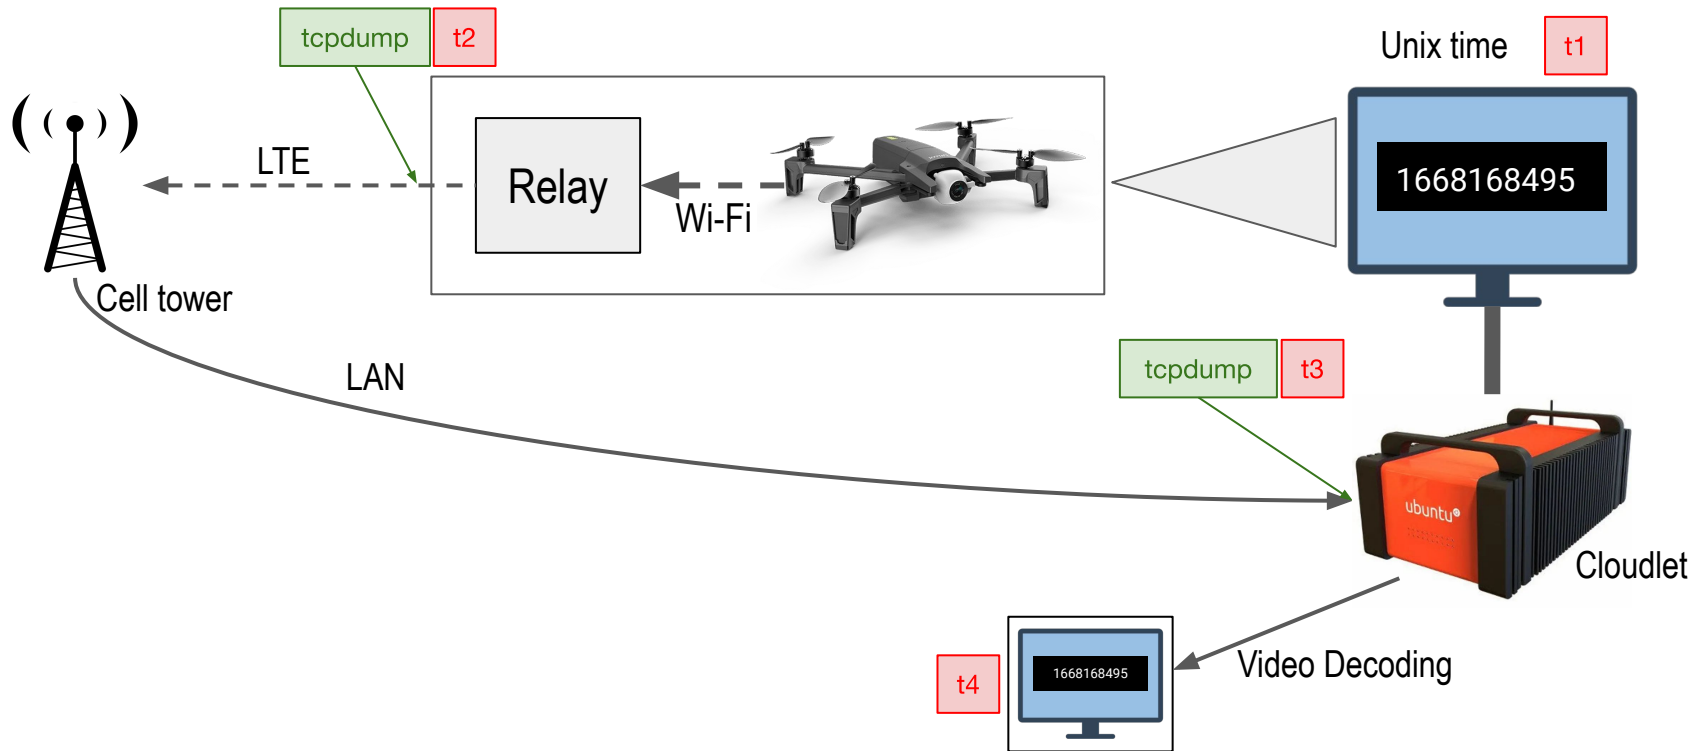 tcpdump t2
Unix time t1
LTE
Relay
Wi-Fi
1668168495
Cell tower
LAN
tcpdump t3
ubuntu
Cloudlet
Video Decoding
t4
1668168495